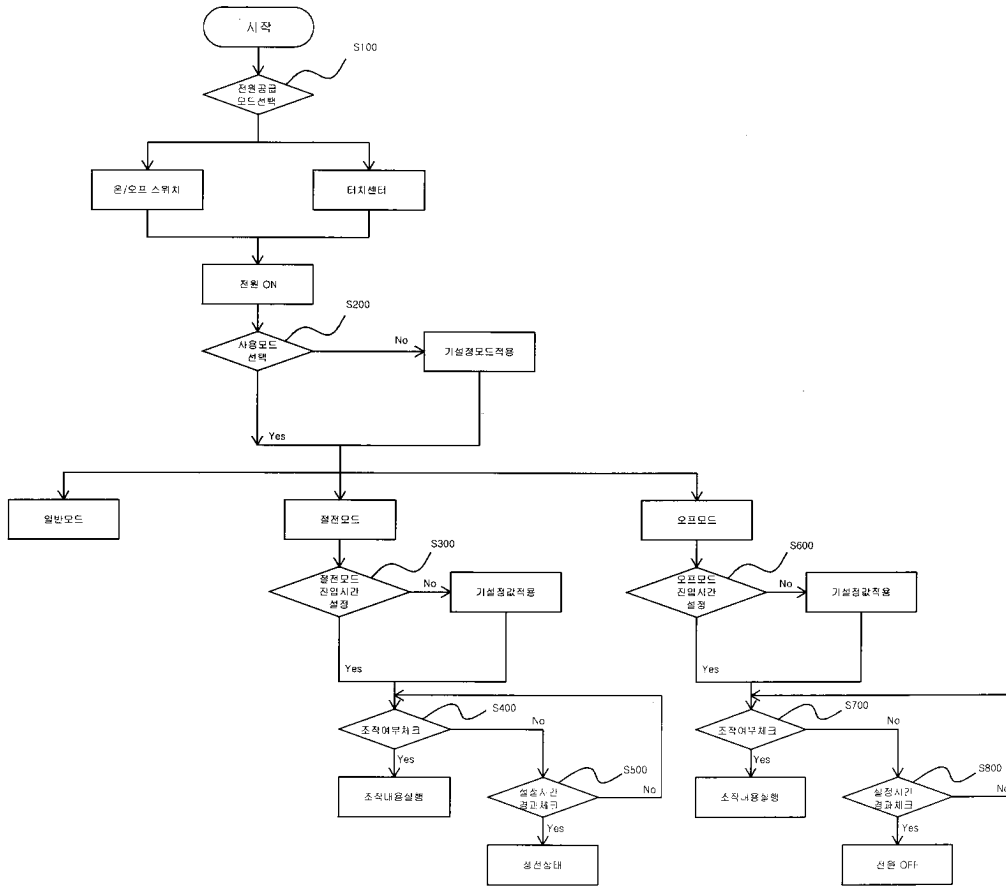 시작
S100
전원공급
모드선택
온/오프 스위치
터치센터
전원 ON
S200
사용모드
선택
No
기설정모드적용
Yes
일반모드
절전모드
오프모드
S300
절전모드
진입시간
설정
No
기설정값적용
S600
오프모드
진입시간
설정
No
기설정값적용
Yes
Yes
S400
조작여부체크
No
S700
조작여부체크
No
Yes
Yes
조작내용실행
S500
설정시간
경과체크
No
조작내용실행
S800
설정시간
경과체크
No
Yes
Yes
전원 OFF